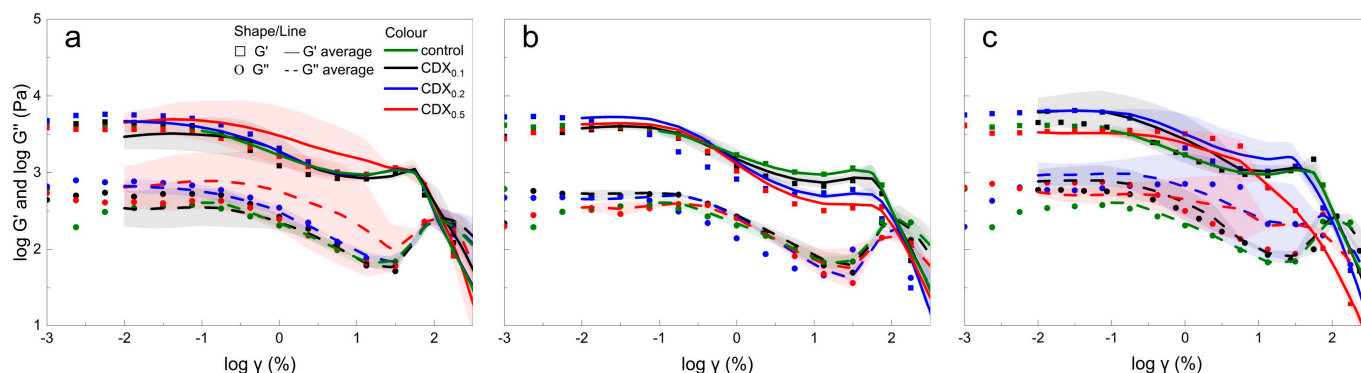 a
b
c
Shape/Line
Colour
□ G' — G' average
O G'' -- G'' average
control
CDX0.1
CDX0.2
CDX0.5
log G' and log G'' (Pa)
5
4
3
2
1
-3 -2 -1 0 1 2
-3 -2 -1 0 1 2
-3 -2 -1 0 1 2
log γ (%)
log γ (%)
log γ (%)